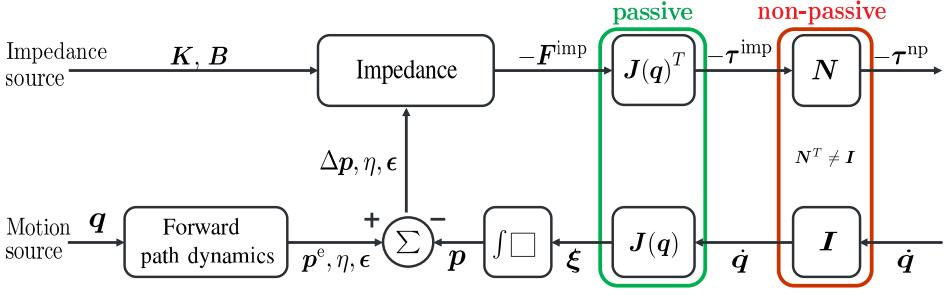 passive non-passive
Impedance source
K, B
Impedance
−F^imp
J(q)^T
−τ^imp
N
−τ^np
Δp, η, ϵ
N^T ≠ I
Motion source
q
Forward path dynamics
p^e, η, ϵ
+
∑
−
p
∫□
ξ
J(q)
q̇
I
q̇